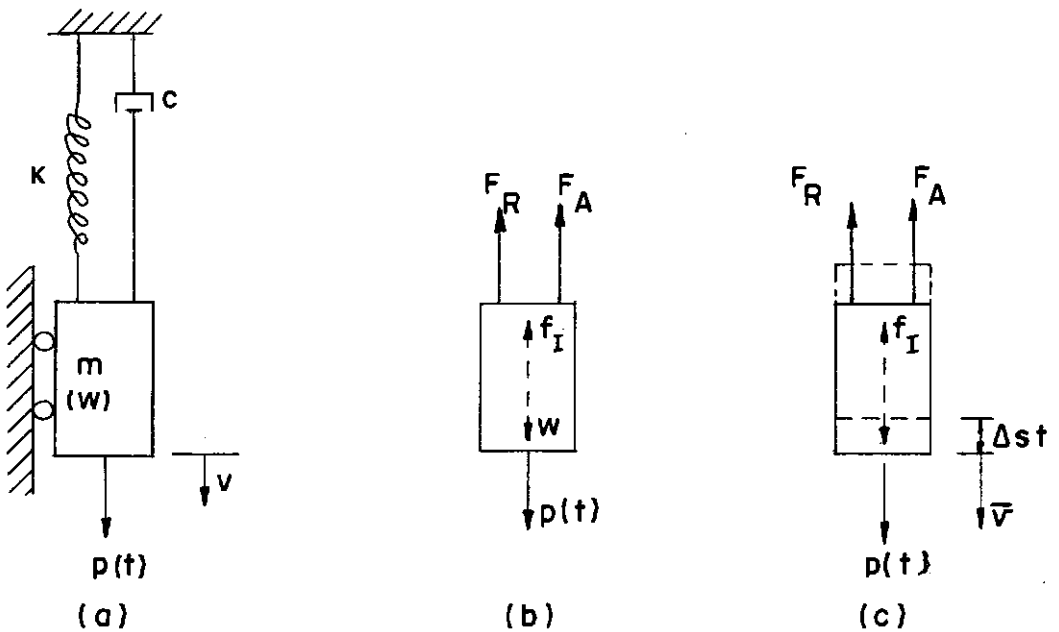 K
C
m
(W)
v
p(t)
(a)
F_R
F_A
f_I
w
p(t)
(b)
F_R
F_A
f_I
Δst
v̅
p(t)
(c)